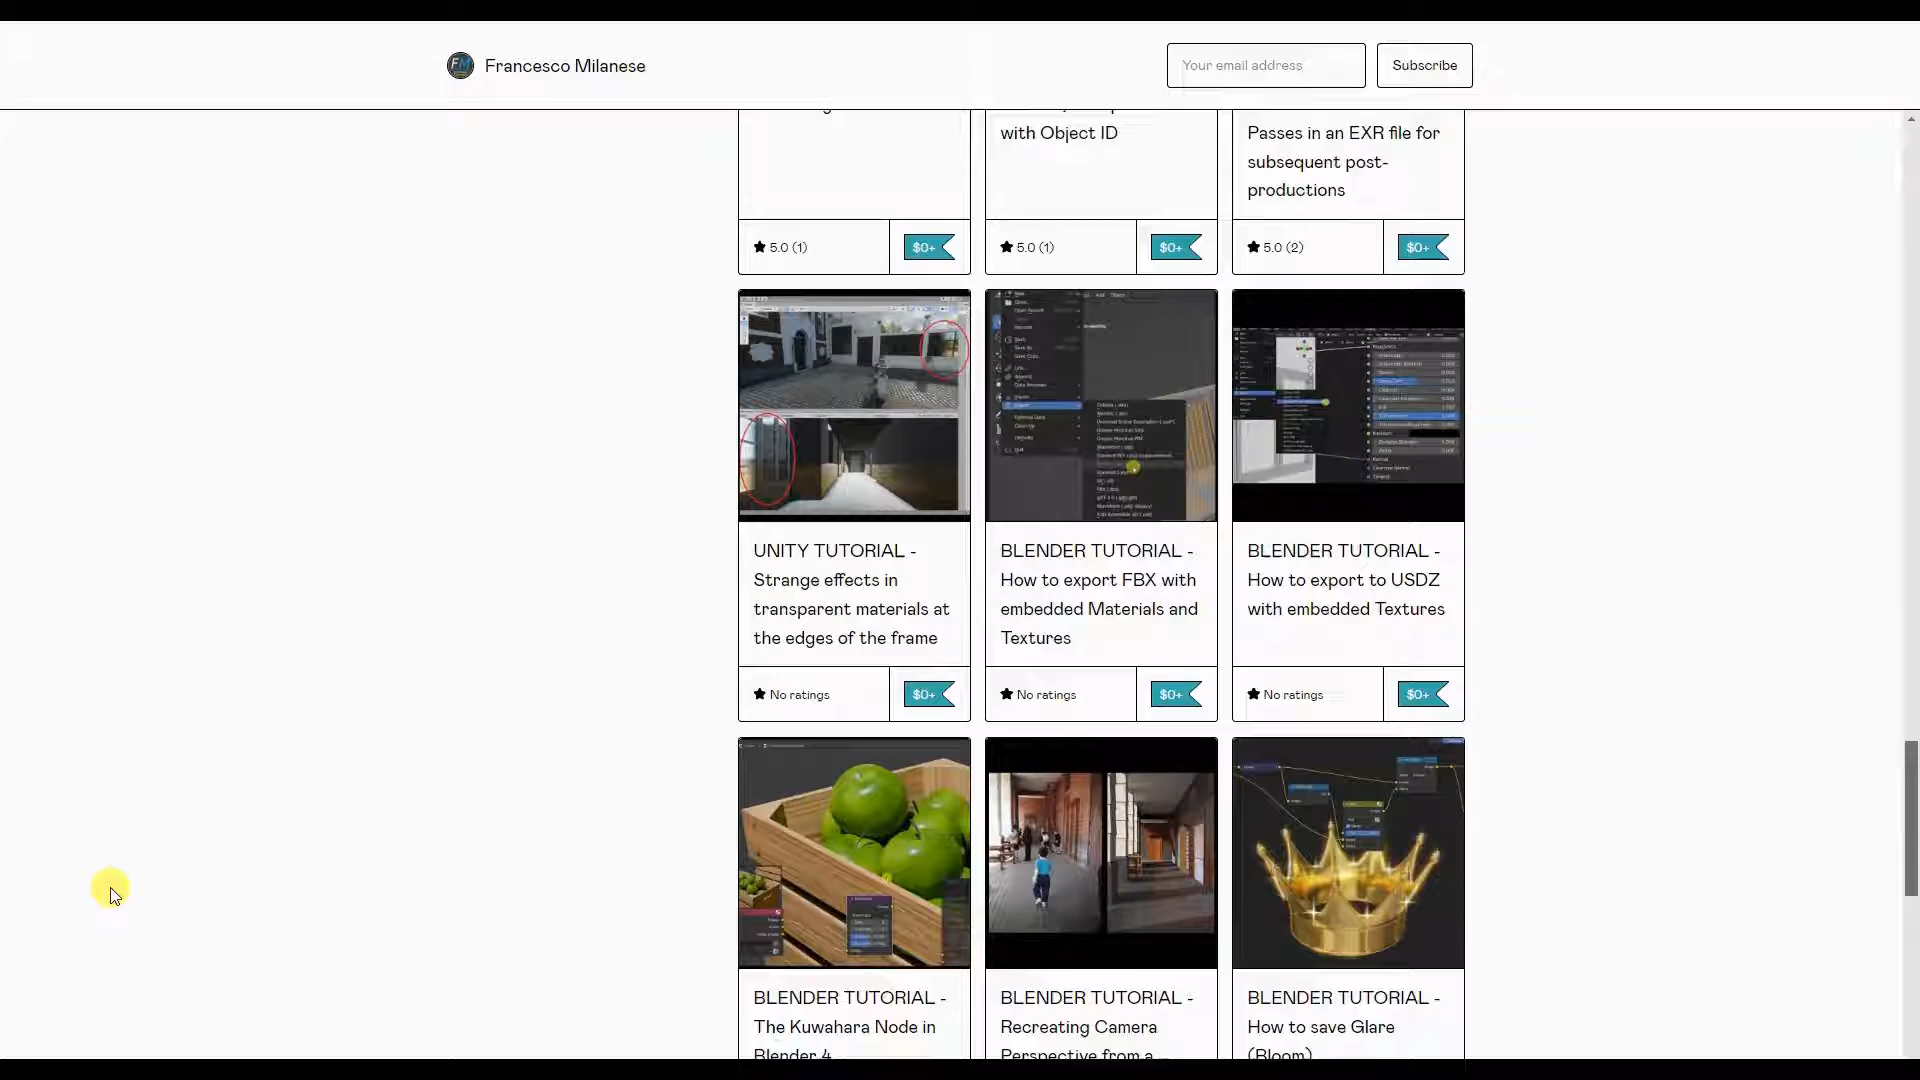 Francesco Milanese
Your email address
Subscribe
with Object ID
Passes in an EXR file for
subsequent post-
productions
5.0 (1)
$0+
5.0 (1)
$0+
5.0 (2)
$0+
UNITY TUTORIAL -
Strange effects in
transparent materials at
the edges of the frame
No ratings
$0+
BLENDER TUTORIAL -
How to export FBX with
embedded Materials and
Textures
No ratings
$0+
BLENDER TUTORIAL -
How to export to USDZ
with embedded Textures
No ratings
$0+
BLENDER TUTORIAL -
The Kuwahara Node in
Blender 4
BLENDER TUTORIAL -
Recreating Camera
Perspective from a
BLENDER TUTORIAL -
How to save Glare
(Bloom)